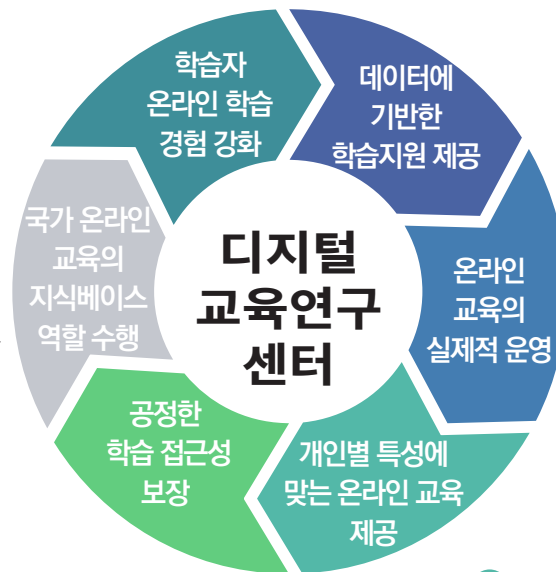 학습자
온라인 학습
경험 강화
데이터에
기반한
학습지원 제공
온라인
교육의
실제적 운영
개인별 특성에
맞는 온라인 교육
제공
공정한
학습 접근성
보장
국가 온라인
교육의
지식베이스
역할 수행
디지털
교육연구
센터